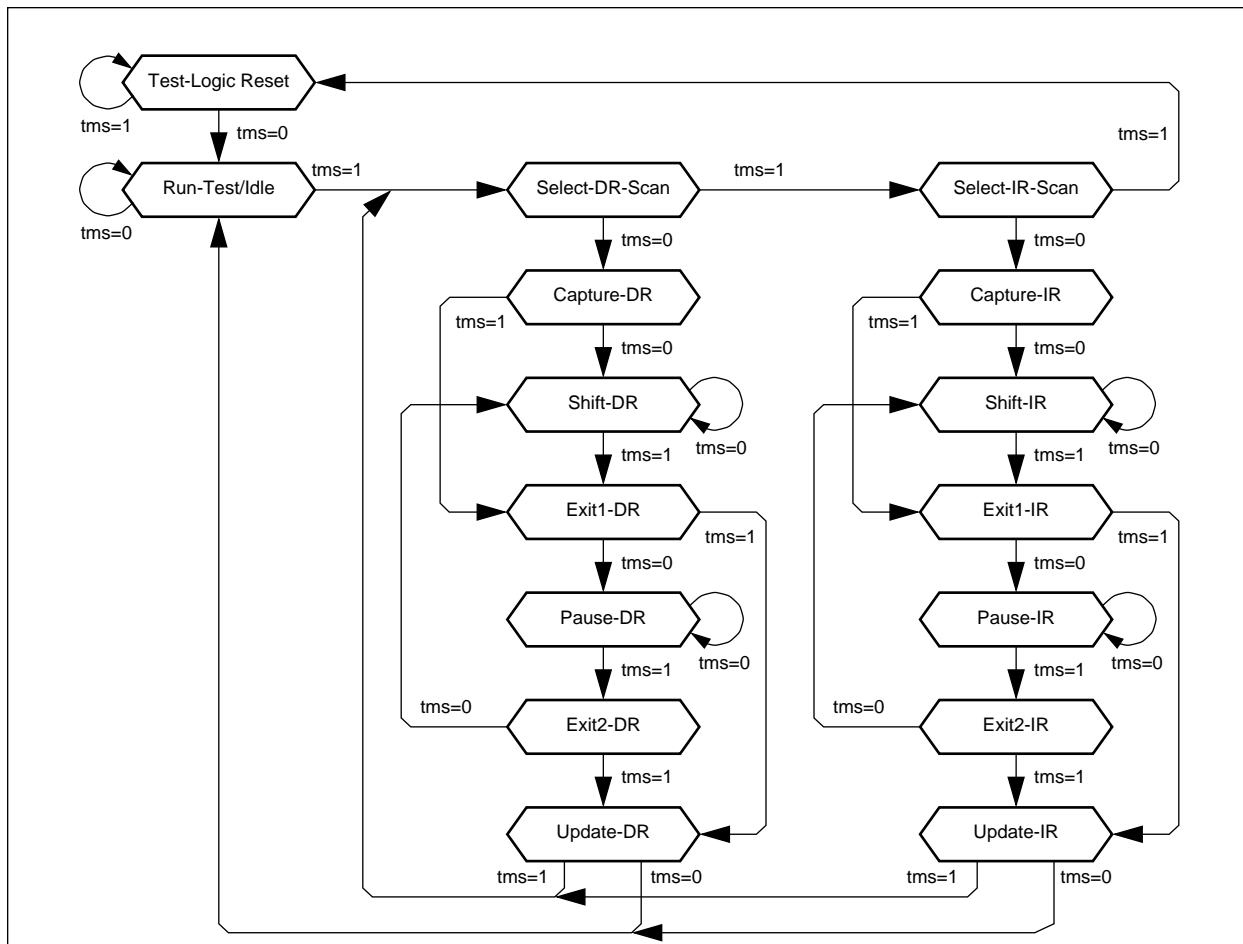 Test-Logic Reset
tms=1
tms=0
tms=1
Run-Test/Idle
tms=1
Select-DR-Scan
tms=1
Select-IR-Scan
tms=0
tms=0
tms=0
Capture-DR
Capture-IR
tms=1
tms=1
tms=0
tms=0
Shift-DR
Shift-IR
tms=0
tms=0
tms=1
tms=1
Exit1-DR
Exit1-IR
tms=1
tms=1
tms=0
tms=0
Pause-DR
Pause-IR
tms=0
tms=0
tms=1
tms=1
tms=0
Exit2-DR
tms=0
Exit2-IR
tms=1
tms=1
Update-DR
Update-IR
tms=1
tms=0
tms=1
tms=0